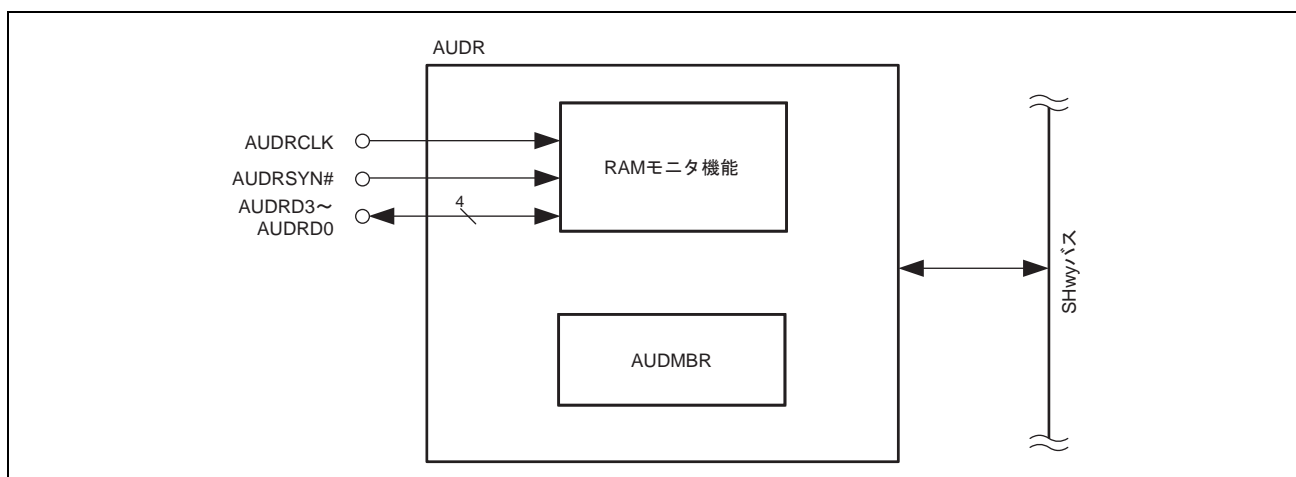 AUDR
AUDRCLK
AUDRSYN#
AUDRD3～
AUDRD0
4
RAMモニタ機能
AUDMBR
SHwyバス